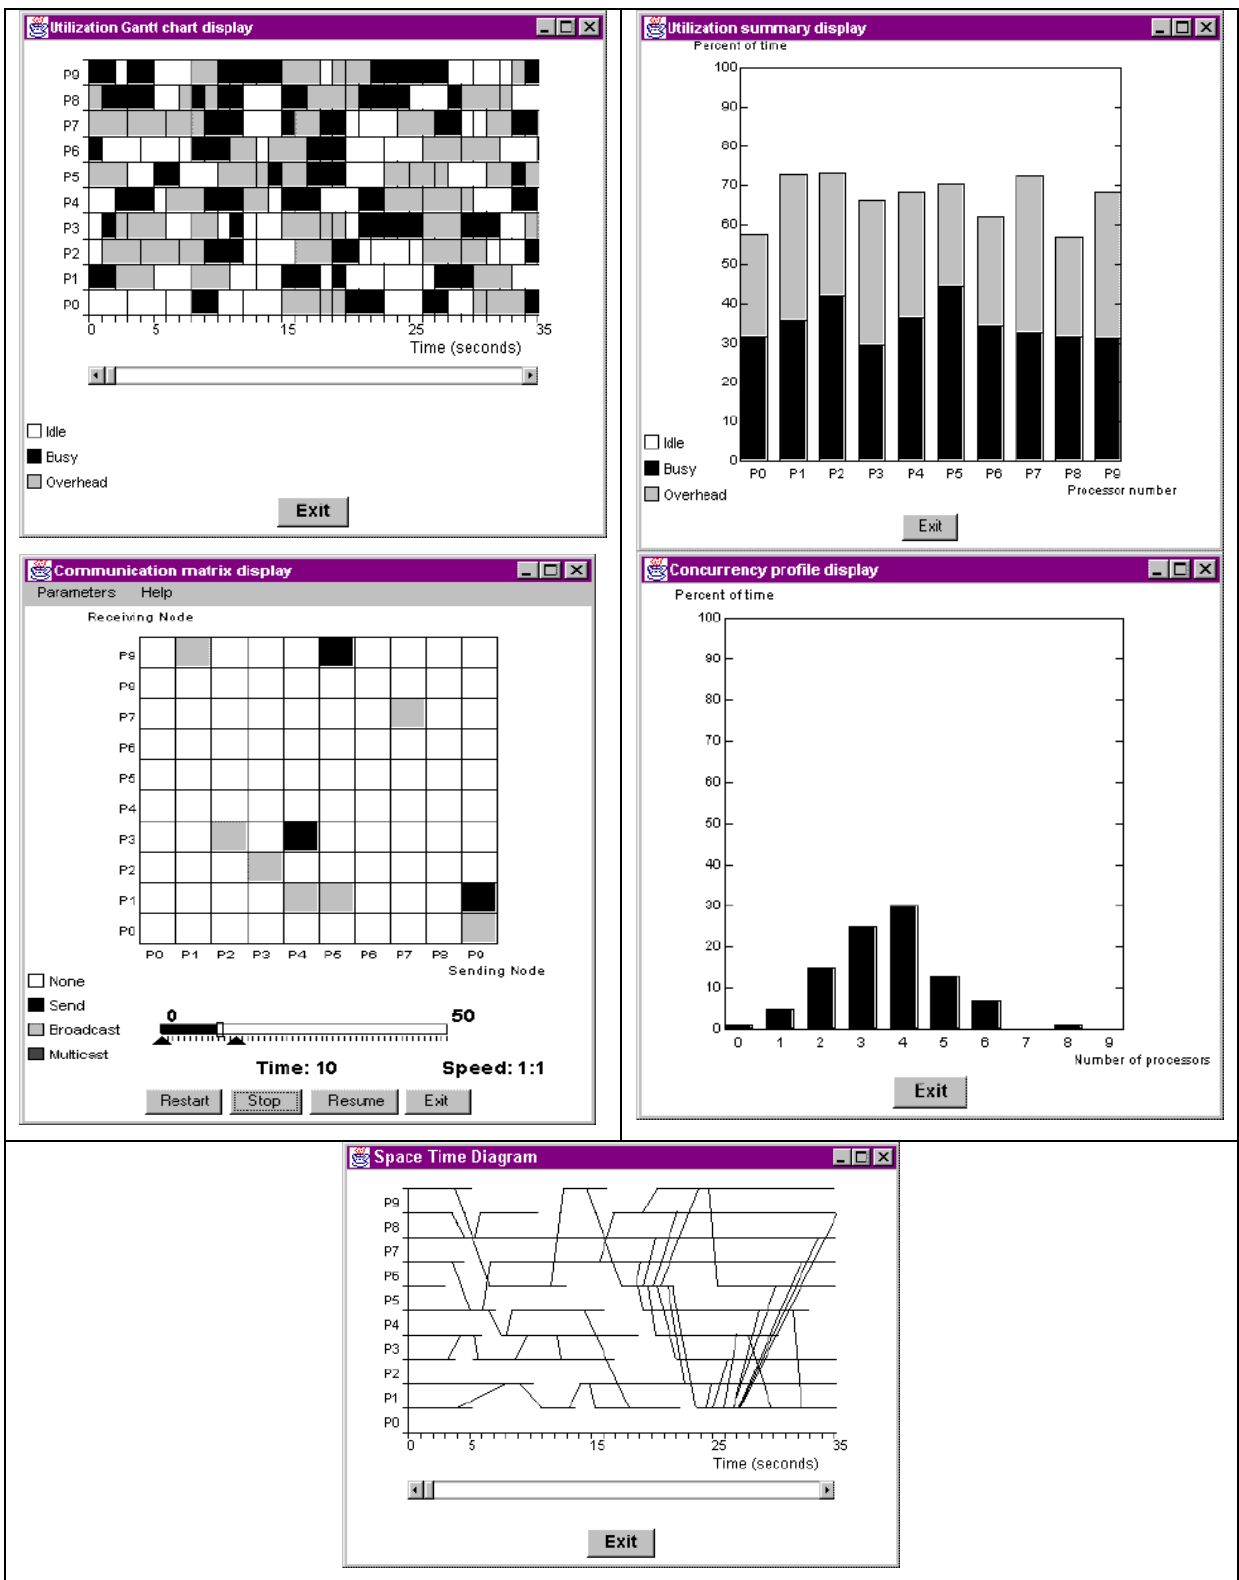 Utilization Gantt chart display
P9
P8
P7
P6
P5
P4
P3
P2
P1
P0
0 5 15 25 35
Time (seconds)
Idle
Busy
Overhead
Exit
Utilization summary display
Percent of time
100
90
80
70
60
50
40
30
20
10
0
P0 P1 P2 P3 P4 P5 P6 P7 P8 P9
Processor number
Idle
Busy
Overhead
Exit
Communication matrix display
Parameters Help
Receiving Node
P9
P7
P6
P5
P4
P3
P2
P1
P0
P0 P1 P2 P3 P4 P5 P6 P7 P9
Sending Node
None
Send
Broadcast
Multicast
0 50
Time: 10 Speed: 1:1
Restart Stop Resume Exit
Concurrency profile display
Percent of time
100
90
80
70
60
50
40
30
20
10
0
0 1 2 3 4 5 6 7 8 9
Number of processors
Exit
Space Time Diagram
P9
P8
P7
P6
P5
P4
P3
P2
P1
P0
0 5 15 25 35
Time (seconds)
Exit